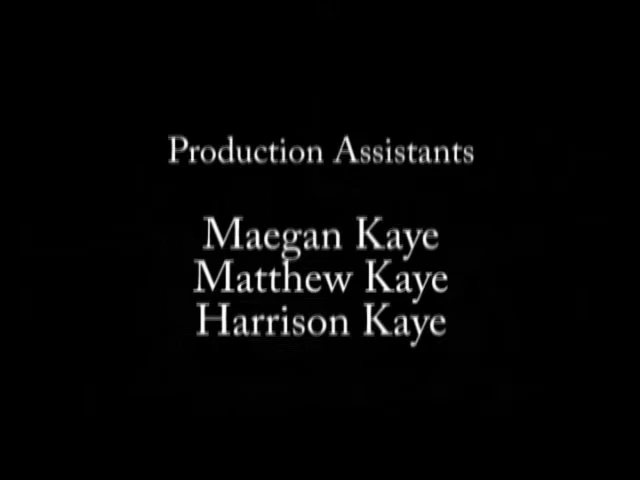 Production Assistants
Maegan Kaye
Matthew Kaye
Harrison Kaye